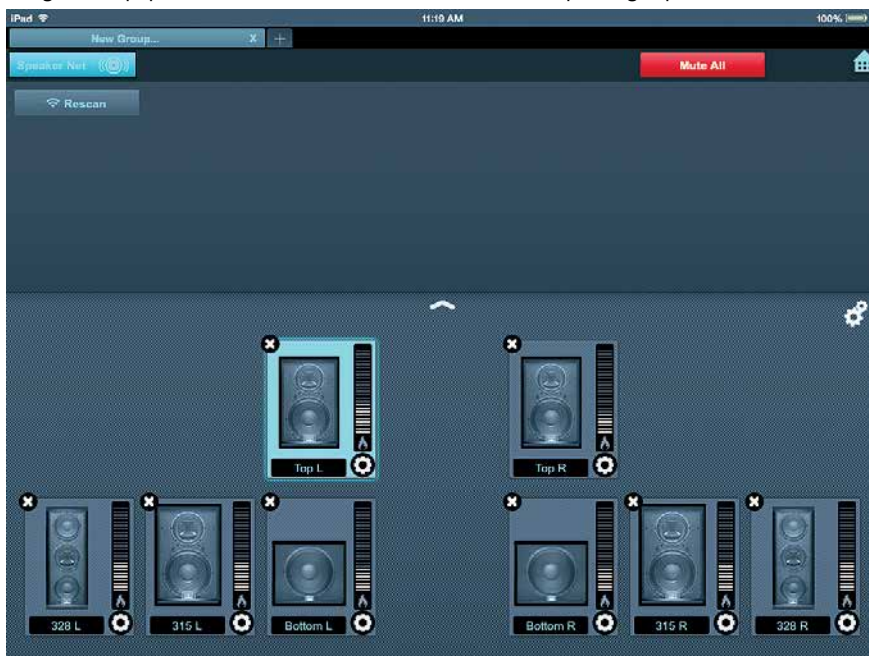 iPad 11:19 AM 100%
New Group... X +
Speaker Net Mute All
Rescan
Top L Top R
328 L 315 L Bottom L Bottom R 315 R 328 R